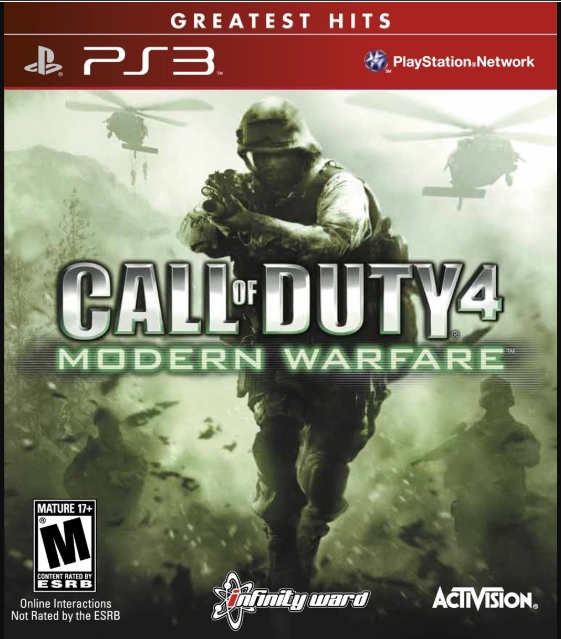 GREATEST HITS
PS3
PlayStation®Network
CALL OF DUTY 4
MODERN WARFARE™
MATURE 17+
M®
CONTENT RATED BY
ESRB
Online Interactions
Not Rated by the ESRB
infinity ward
ACTIVISION®